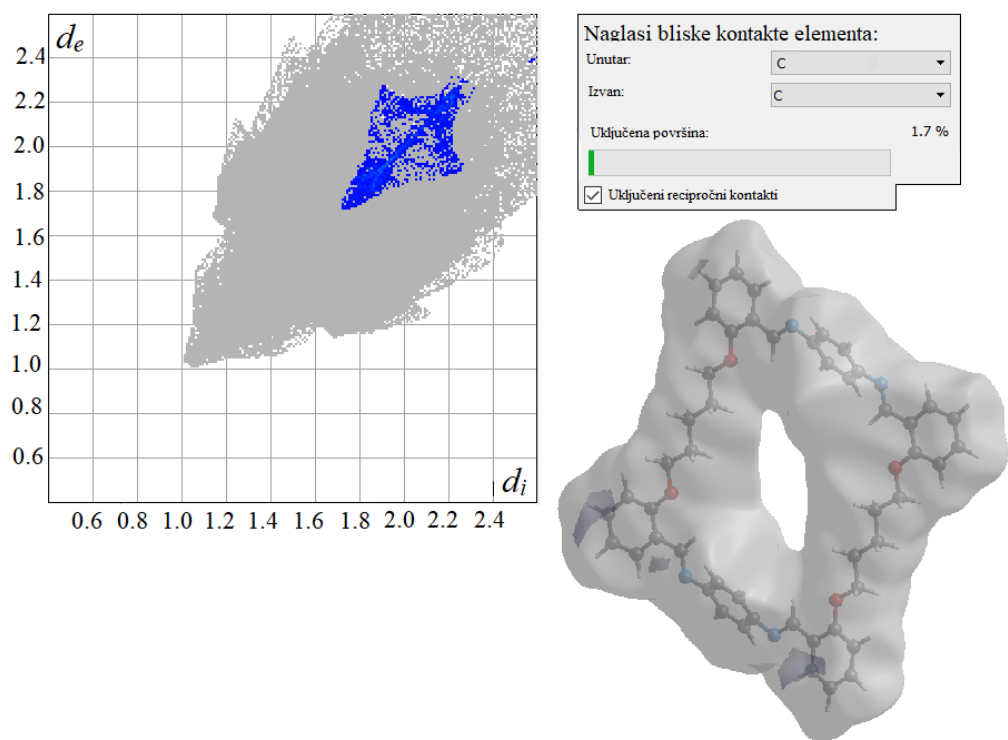 d_e
2.4
2.2
2.0
1.8
1.6
1.4
1.2
1.0
0.8
0.6
d_i
0.6 0.8 1.0 1.2 1.4 1.6 1.8 2.0 2.2 2.4
Naglasi bliske kontakte elementa:
Unutar: C
Izvan: C
Uključena površina: 1.7 %
Uključeni recipročni kontakti